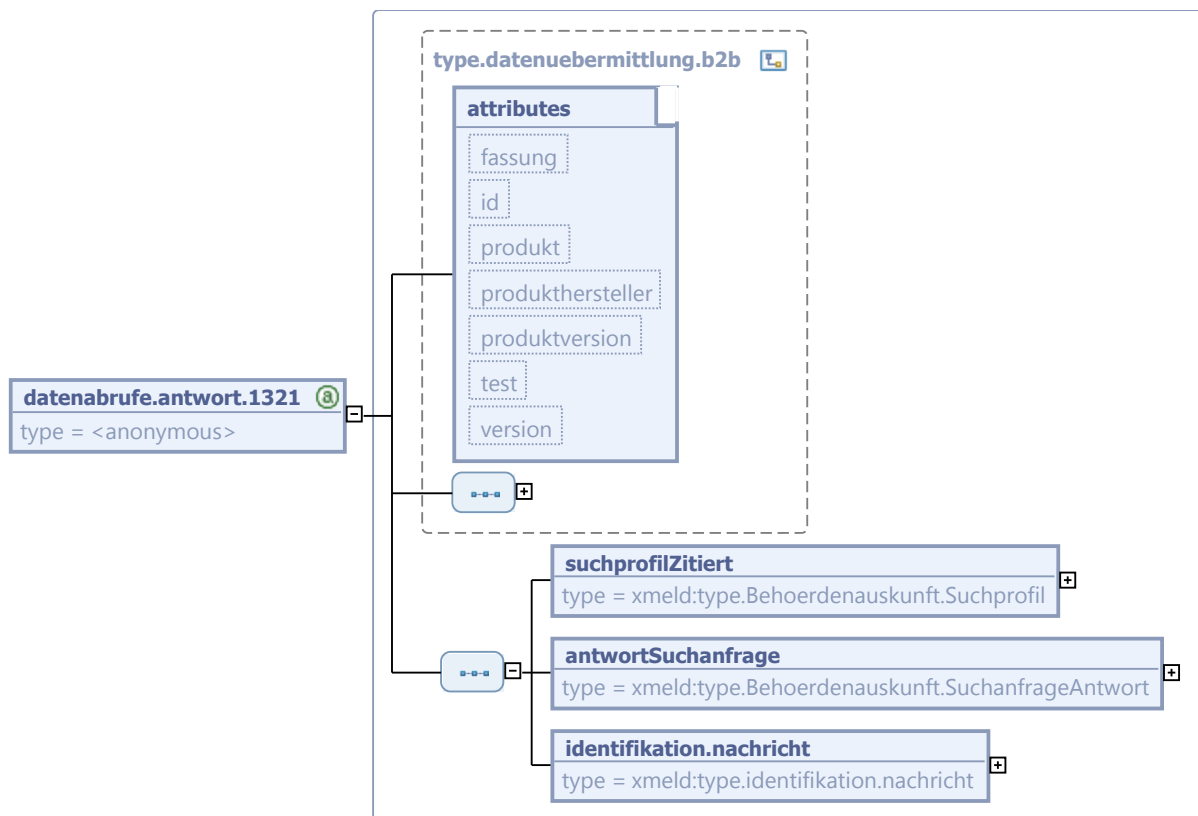 type.datenuebermittlung.b2b
attributes
fassung
id
produkt
produkthersteller
produktversion
test
version
datenabrufe.antwort.1321 @
type = <anonymous>
suchprofilZitiert
type = xmeld:type.Behoerdenauskunft.Suchprofil
antwortSuchanfrage
type = xmeld:type.Behoerdenauskunft.SuchanfrageAntwort
identifikation.nachricht
type = xmeld:type.identifikation.nachricht